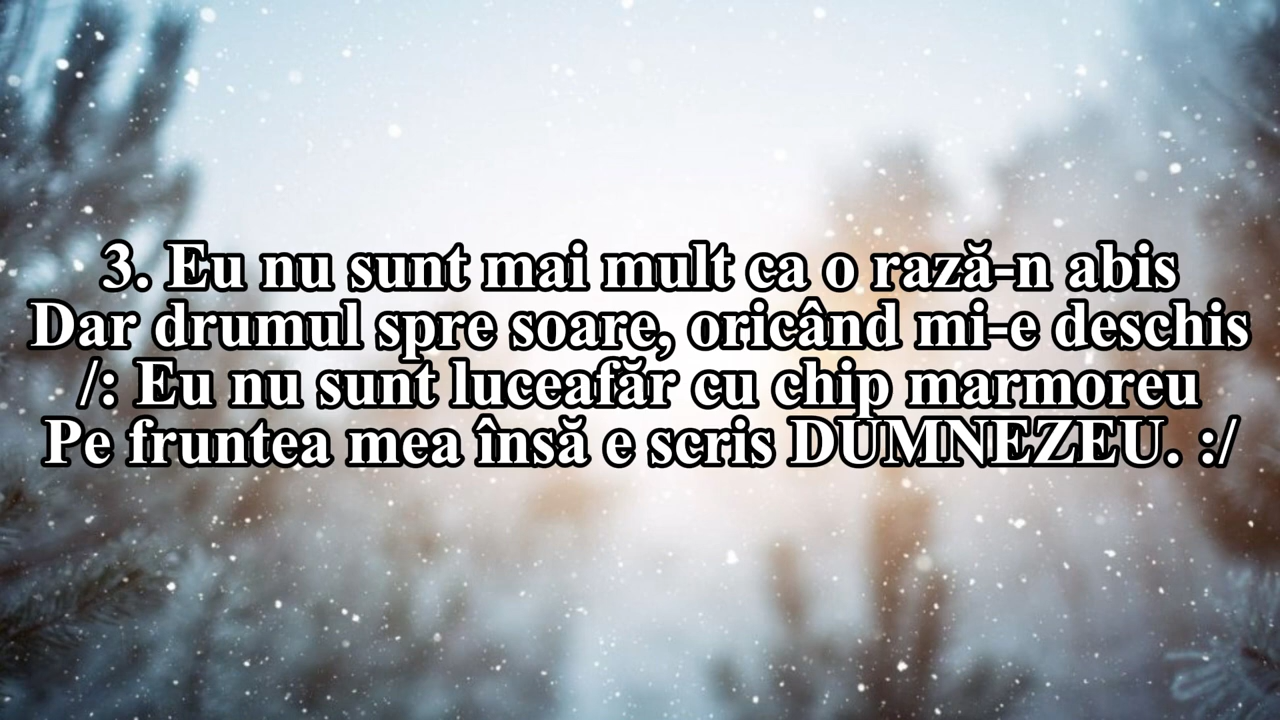 3. Eu nu sunt mai mult ca o rază-n abis
Dar drumul spre soare, oricând mi-e deschis
/: Eu nu sunt luceafăr cu chip marmoreu
Pe fruntea mea însă e scris DUMNEZEU. :/